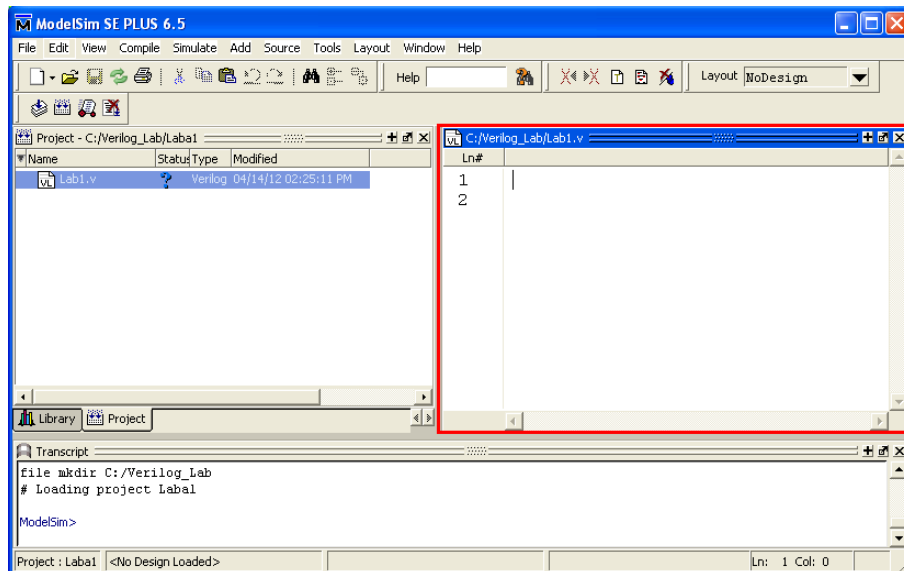 ModelSim SE PLUS 6.5
File Edit View Compile Simulate Add Source Tools Layout Window Help
Help Layout NoDesign
Project - C:/Verilog_Lab/Laba1
Name Status Type Modified
Lab1.v ? Verilog 04/14/12 02:25:11 PM
Library Project
C:/Verilog_Lab/Lab1.v
Ln#
1
2
Transcript
file mkdir C:/Verilog_Lab
# Loading project Laba1
ModelSim>
Project : Laba1 <No Design Loaded> Ln: 1 Col: 0